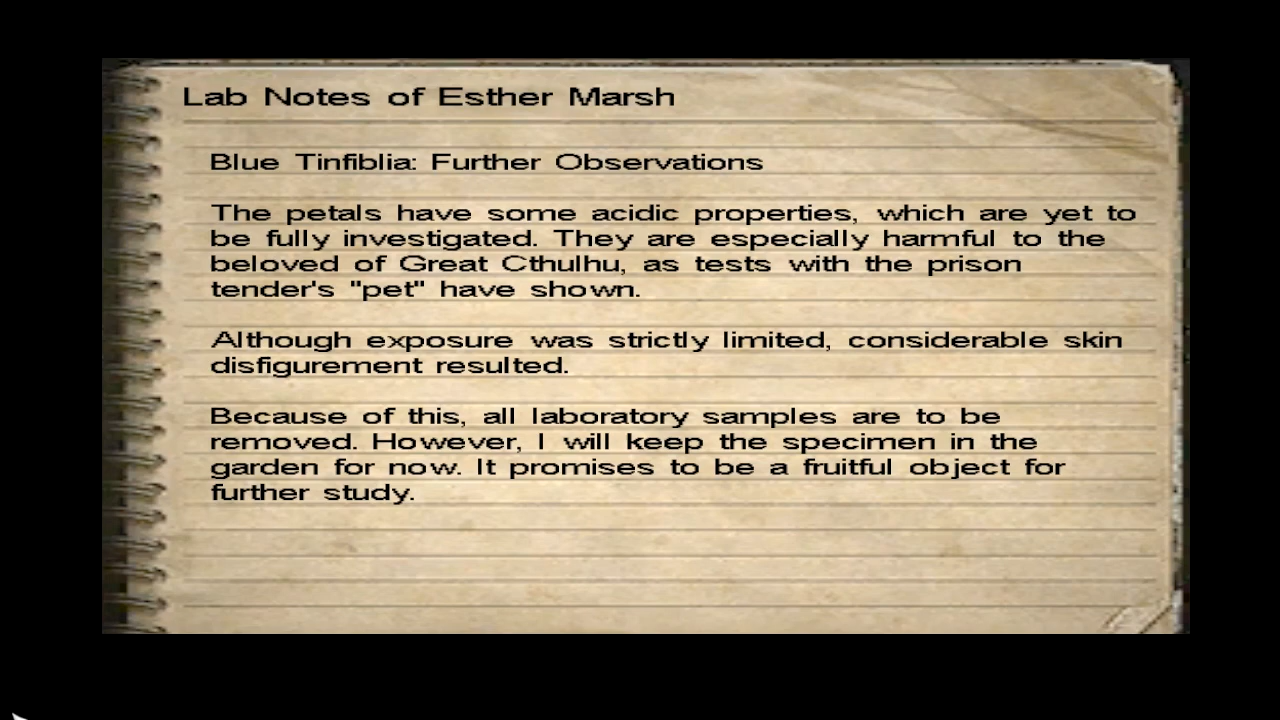 Lab Notes of Esther Marsh
Blue Tinfiblia: Further Observations
The petals have some acidic properties, which are yet to
be fully investigated. They are especially harmful to the
beloved of Great Cthulhu, as tests with the prison
tender's "pet" have shown.
Although exposure was strictly limited, considerable skin
disfigurement resulted.
Because of this, all laboratory samples are to be
removed. However, I will keep the specimen in the
garden for now. It promises to be a fruitful object for
further study.